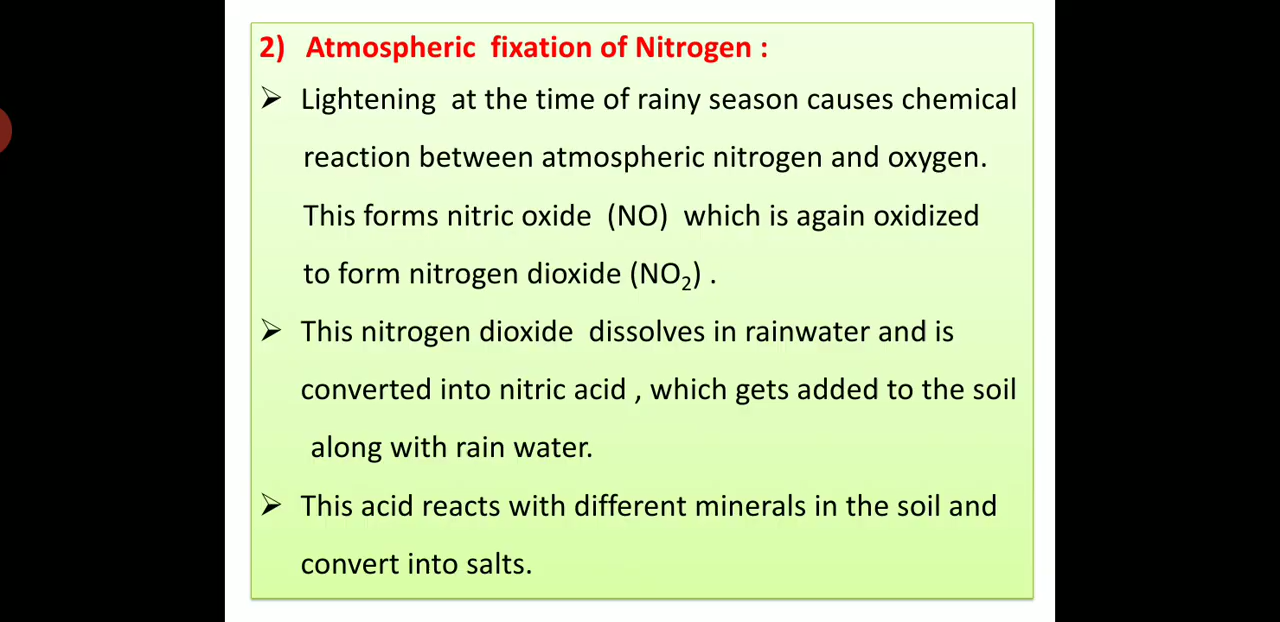 2) Atmospheric fixation of Nitrogen :
➢ Lightening at the time of rainy season causes chemical
reaction between atmospheric nitrogen and oxygen.
This forms nitric oxide (NO) which is again oxidized
to form nitrogen dioxide (NO₂) .
➢ This nitrogen dioxide dissolves in rainwater and is
converted into nitric acid , which gets added to the soil
along with rain water.
➢ This acid reacts with different minerals in the soil and
convert into salts.